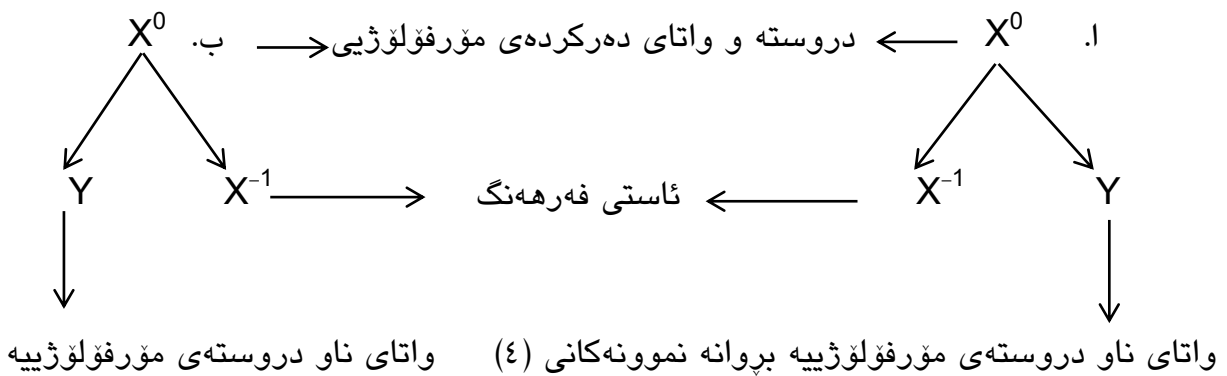 ا. X⁰ دروستە و واتای دەرکردەی مۆرفۆلۆژیی ب. X⁰
Y X⁻¹ ئاستی فەرهەنگ X⁻¹ Y
واتای ناو دروستەی مۆرفۆلۆژییە بڕوانە نموونەکانی (٤) واتای ناو دروستەی مۆرفۆلۆژییە